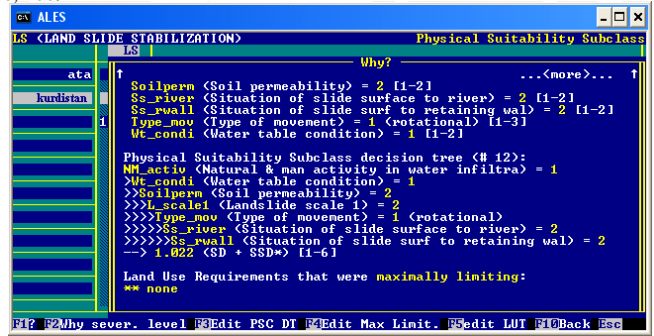 ALES
LS <LAND SLIDE STABILIZATION> Physical Suitability Subclass
LS
Why?
ata
kurdistan
1
↑ ...<more>... ↑
Soilperm (Soil permeability) = 2 [1-2]
Ss_river (Situation of slide surface to river) = 2 [1-2]
Ss_rwall (Situation of slide surf to retaining wal) = 2 [1-2]
Type_mov (Type of movement) = 1 (rotational) [1-3]
Wt_condi (Water table condition) = 1 [1-2]
Physical Suitability Subclass decision tree (# 12):
NM_activ (Natural & man activity in water infiltra) = 1
>Wt_condi (Water table condition) = 1
>>Soilperm (Soil permeability) = 2
>>>L_scale1 (Landslide scale 1) = 2
>>>>Type_mov (Type of movement) = 1 (rotational)
>>>>>Ss_river (Situation of slide surface to river) = 2
>>>>>>Ss_rwall (Situation of slide surf to retaining wal) = 2
--> 1.022 (SD + SSD*) [1-6]
Land Use Requirements that were maximally limiting:
** none
F1? F2Why sever. level F3Edit PSC DT F4Edit Max Limit. F5edit LUT F10Back Esc